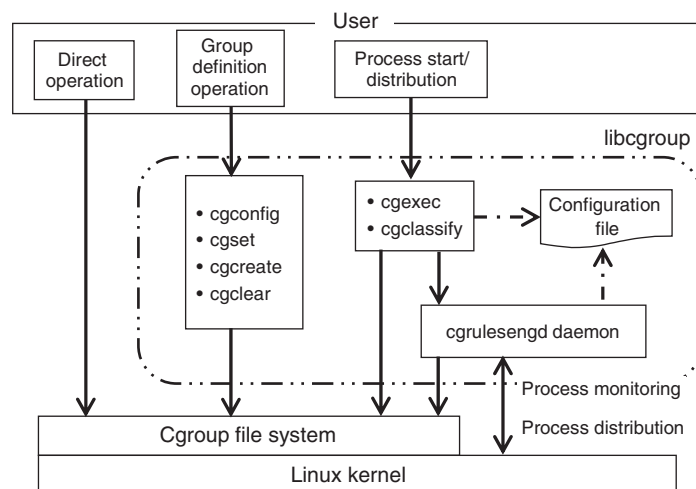 User
Direct
operation
Group
definition
operation
Process start/
distribution
libcgroup
• cgconfig
• cgset
• cgcreate
• cgclear
• cgexec
• cgclassify
Configuration
file
cgrulesengd daemon
Process monitoring
Process distribution
Cgroup file system
Linux kernel